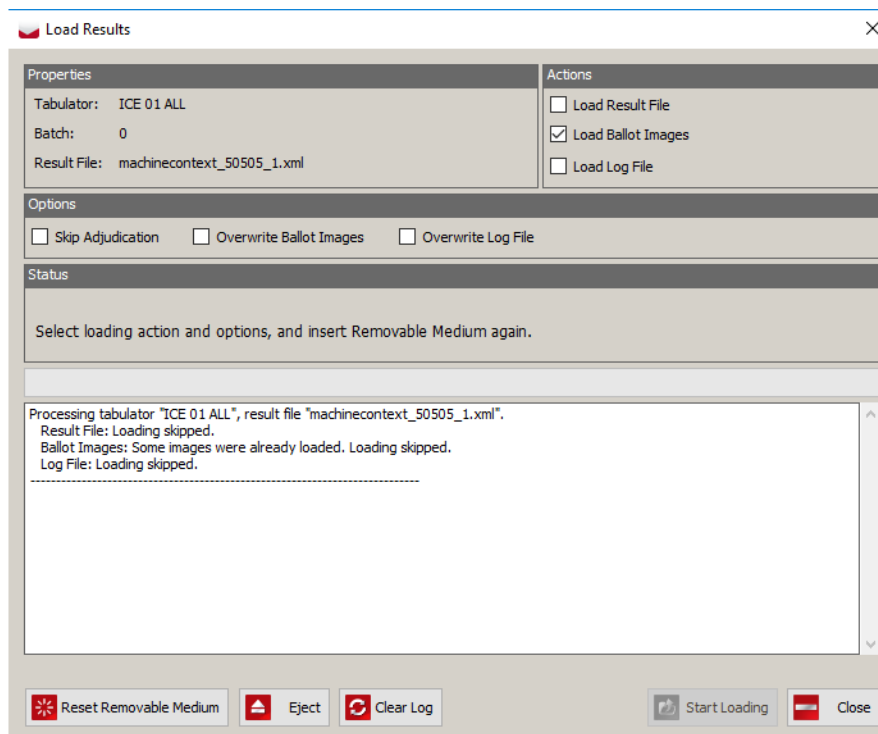 Load Results
Properties
Tabulator: ICE 01 ALL
Batch: 0
Result File: machinecontext_50505_1.xml
Actions
Load Result File
Load Ballot Images
Load Log File
Options
Skip Adjudication Overwrite Ballot Images Overwrite Log File
Status
Select loading action and options, and insert Removable Medium again.
Processing tabulator "ICE 01 ALL", result file "machinecontext_50505_1.xml".
Result File: Loading skipped.
Ballot Images: Some images were already loaded. Loading skipped.
Log File: Loading skipped.
--------------------------------------------------------------------------------
Reset Removable Medium Eject Clear Log Start Loading Close